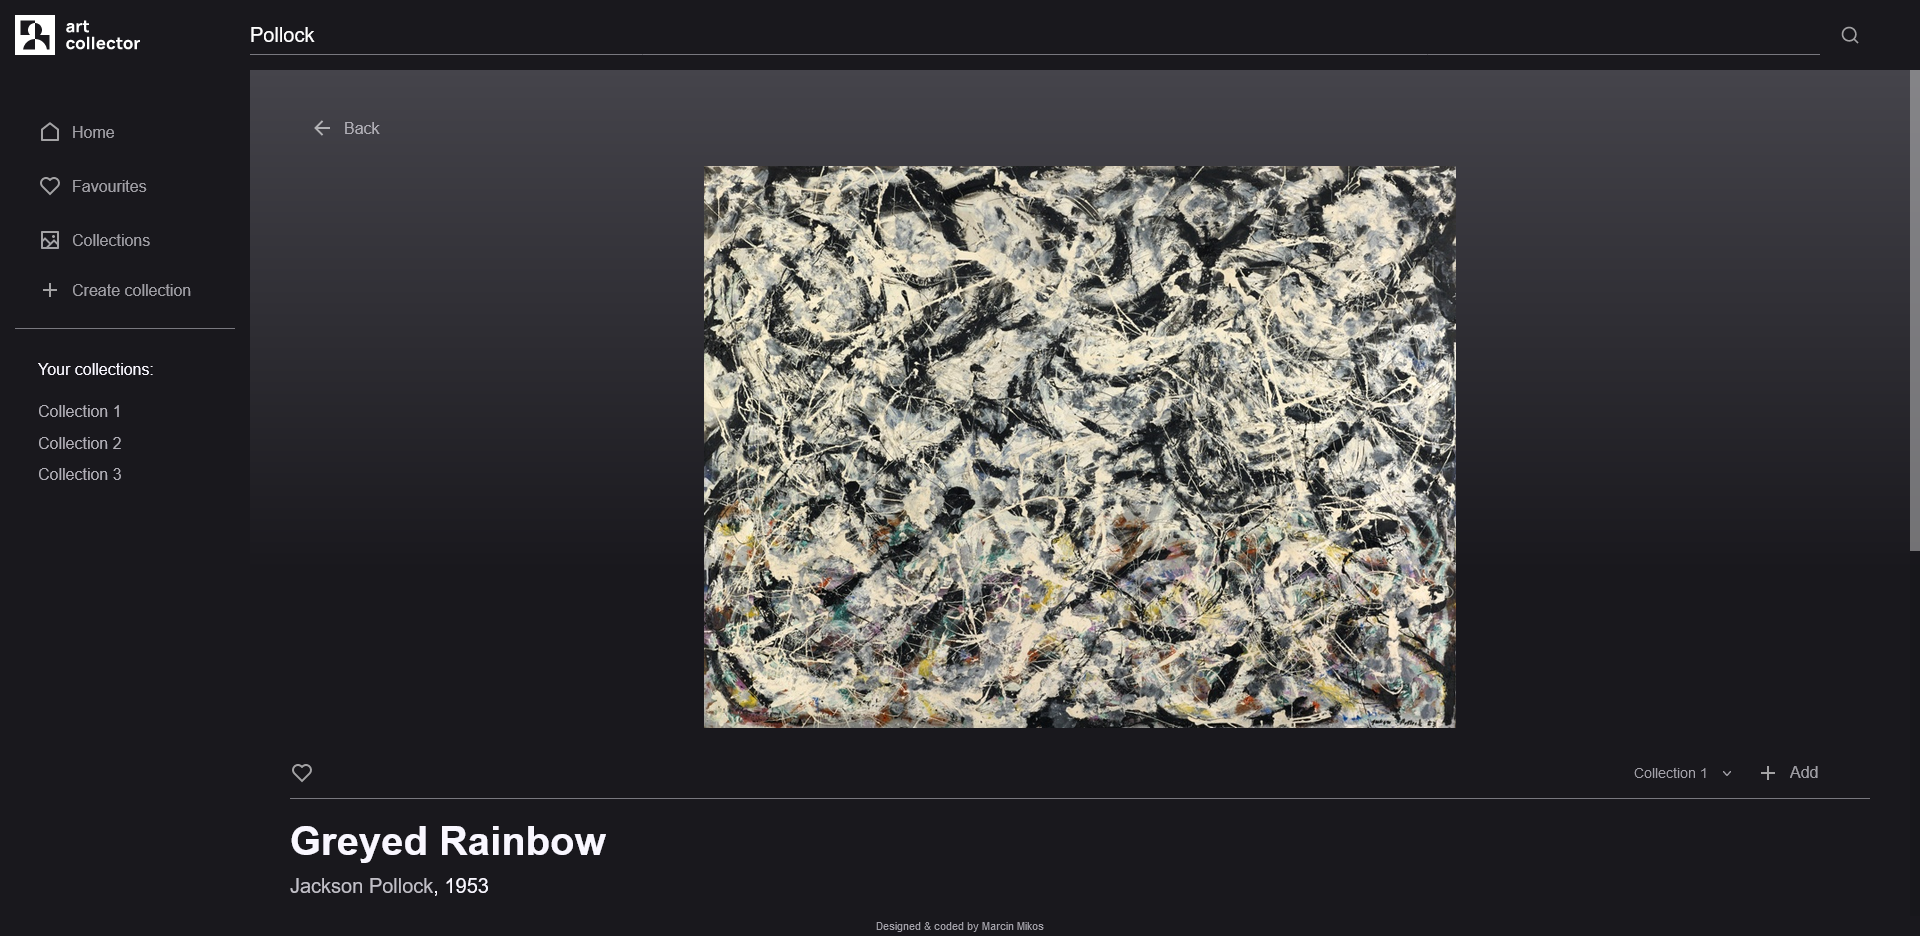 art
collector
Pollock
Home
Favourites
Collections
Create collection
Your collections:
Collection 1
Collection 2
Collection 3
Back
Collection 1
Add
Greyed Rainbow
Jackson Pollock, 1953
Designed & coded by Marcin Mikos